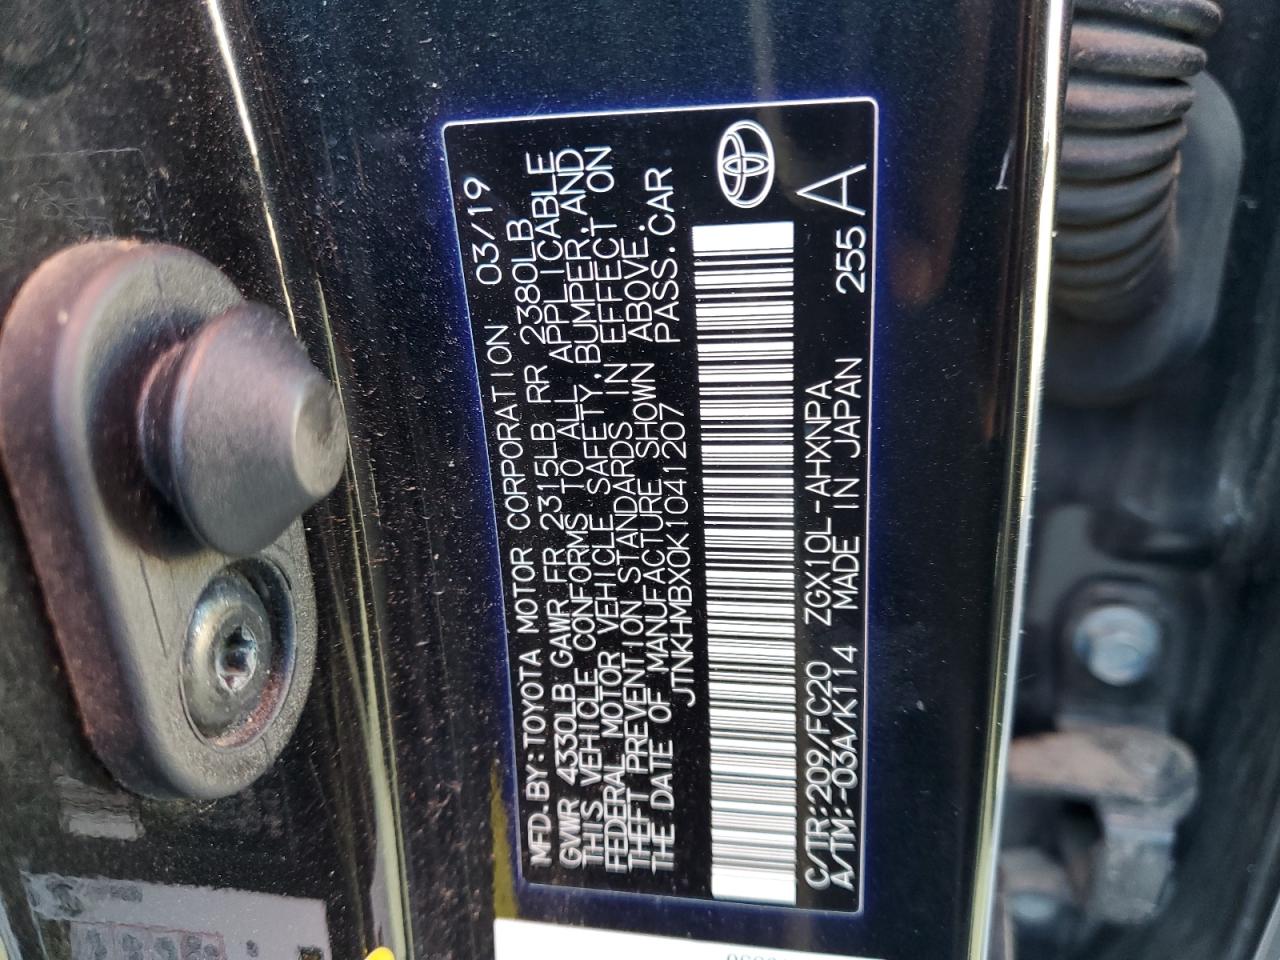 MFD.BY:TOYOTA MOTOR CORPORATION 03/19
GVWR 4330LB GAWR FR 2315LB RR 2380LB
THIS VEHICLE CONFORMS TO ALL APPLICABLE
FEDERAL MOTOR VEHICLE SAFETY,BUMPER,AND
THEFT PREVENTION STANDARDS IN EFFECT ON
THE DATE OF MANUFACTURE SHOWN ABOVE.
JTNKHMBX0K1041207 PASS.CAR
C/TR:209/FC20 ZGX10L-AHXNPA
A/TM:-03A/K114 MADE IN JAPAN 255 A